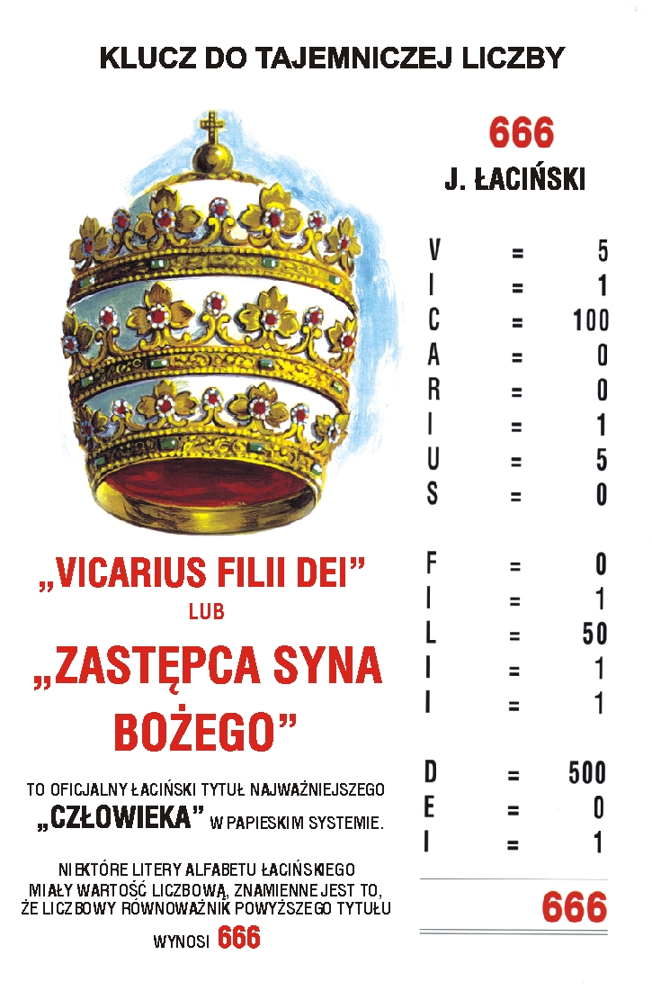 KLUCZ DO TAJEMNICZEJ LICZBY
666
J. ŁACIŃSKI
V = 5
I = 1
C = 100
A = 0
R = 0
I = 1
U = 5
S = 0
F = 0
I = 1
L = 50
I = 1
I = 1
D = 500
E = 0
I = 1
666
„VICARIUS FILII DEI”
LUB
„ZASTĘPCA SYNA
BOŻEGO”
TO OFICJALNY ŁACIŃSKI TYTUŁ NAJWAŻNIEJSZEGO
„CZŁOWIEKA” W PAPIESKIM SYSTEMIE.
NIEKTÓRE LITERY ALFABETU ŁACIŃSKIEGO
MIAŁY WARTOŚĆ LICZBOWĄ, ZNAMIENNE JEST TO,
ŻE LICZBOWY RÓWNOWAŻNIK POWYŻSZEGO TYTUŁU
WYNOSI 666